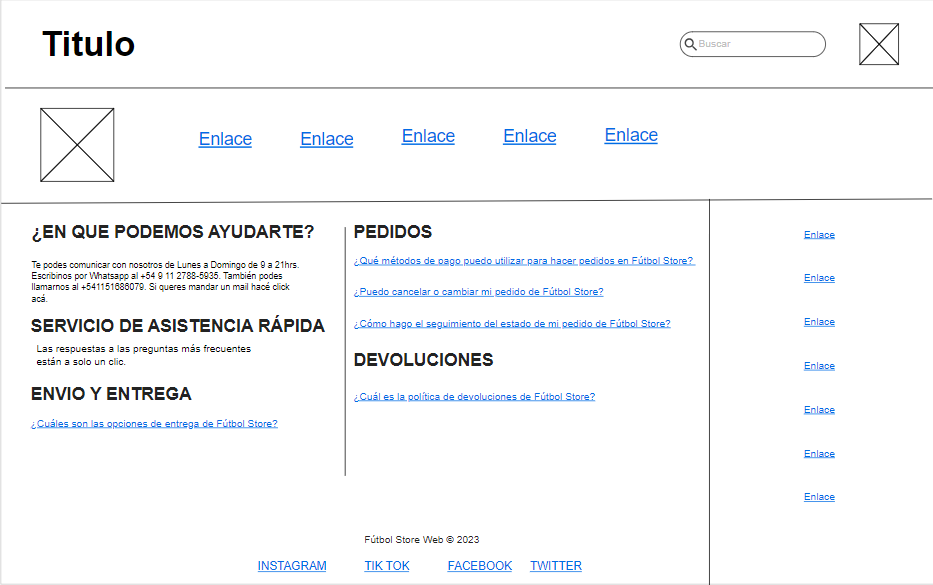 Titulo
Buscar
Enlace Enlace Enlace Enlace Enlace
¿EN QUE PODEMOS AYUDARTE?
Te podes comunicar con nosotros de Lunes a Domingo de 9 a 21hrs.
Escribinos por Whatsapp al +54 9 11 2788-5935. También podes
llamarnos al +541151688079. Si queres mandar un mail hacé click
acá.
SERVICIO DE ASISTENCIA RÁPIDA
Las respuestas a las preguntas más frecuentes
están a solo un clic.
ENVIO Y ENTREGA
¿Cuáles son las opciones de entrega de Fútbol Store?
PEDIDOS
¿Qué métodos de pago puedo utilizar para hacer pedidos en Fútbol Store?
¿Puedo cancelar o cambiar mi pedido de Fútbol Store?
¿Cómo hago el seguimiento del estado de mi pedido de Fútbol Store?
DEVOLUCIONES
¿Cuál es la política de devoluciones de Fútbol Store?
Enlace
Enlace
Enlace
Enlace
Enlace
Enlace
Enlace
Fútbol Store Web © 2023
INSTAGRAM TIK TOK FACEBOOK TWITTER